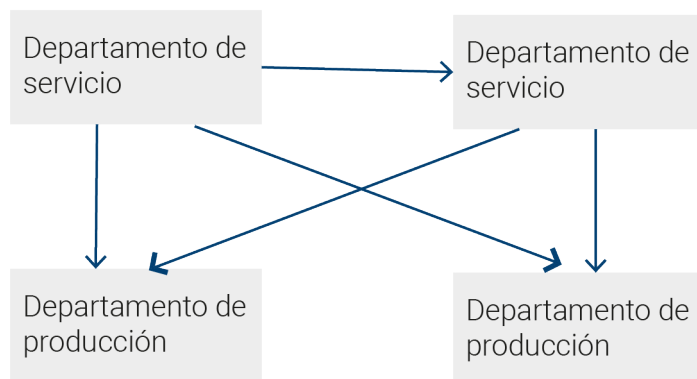 Departamento de
servicio
Departamento de
servicio
Departamento de
producción
Departamento de
producción